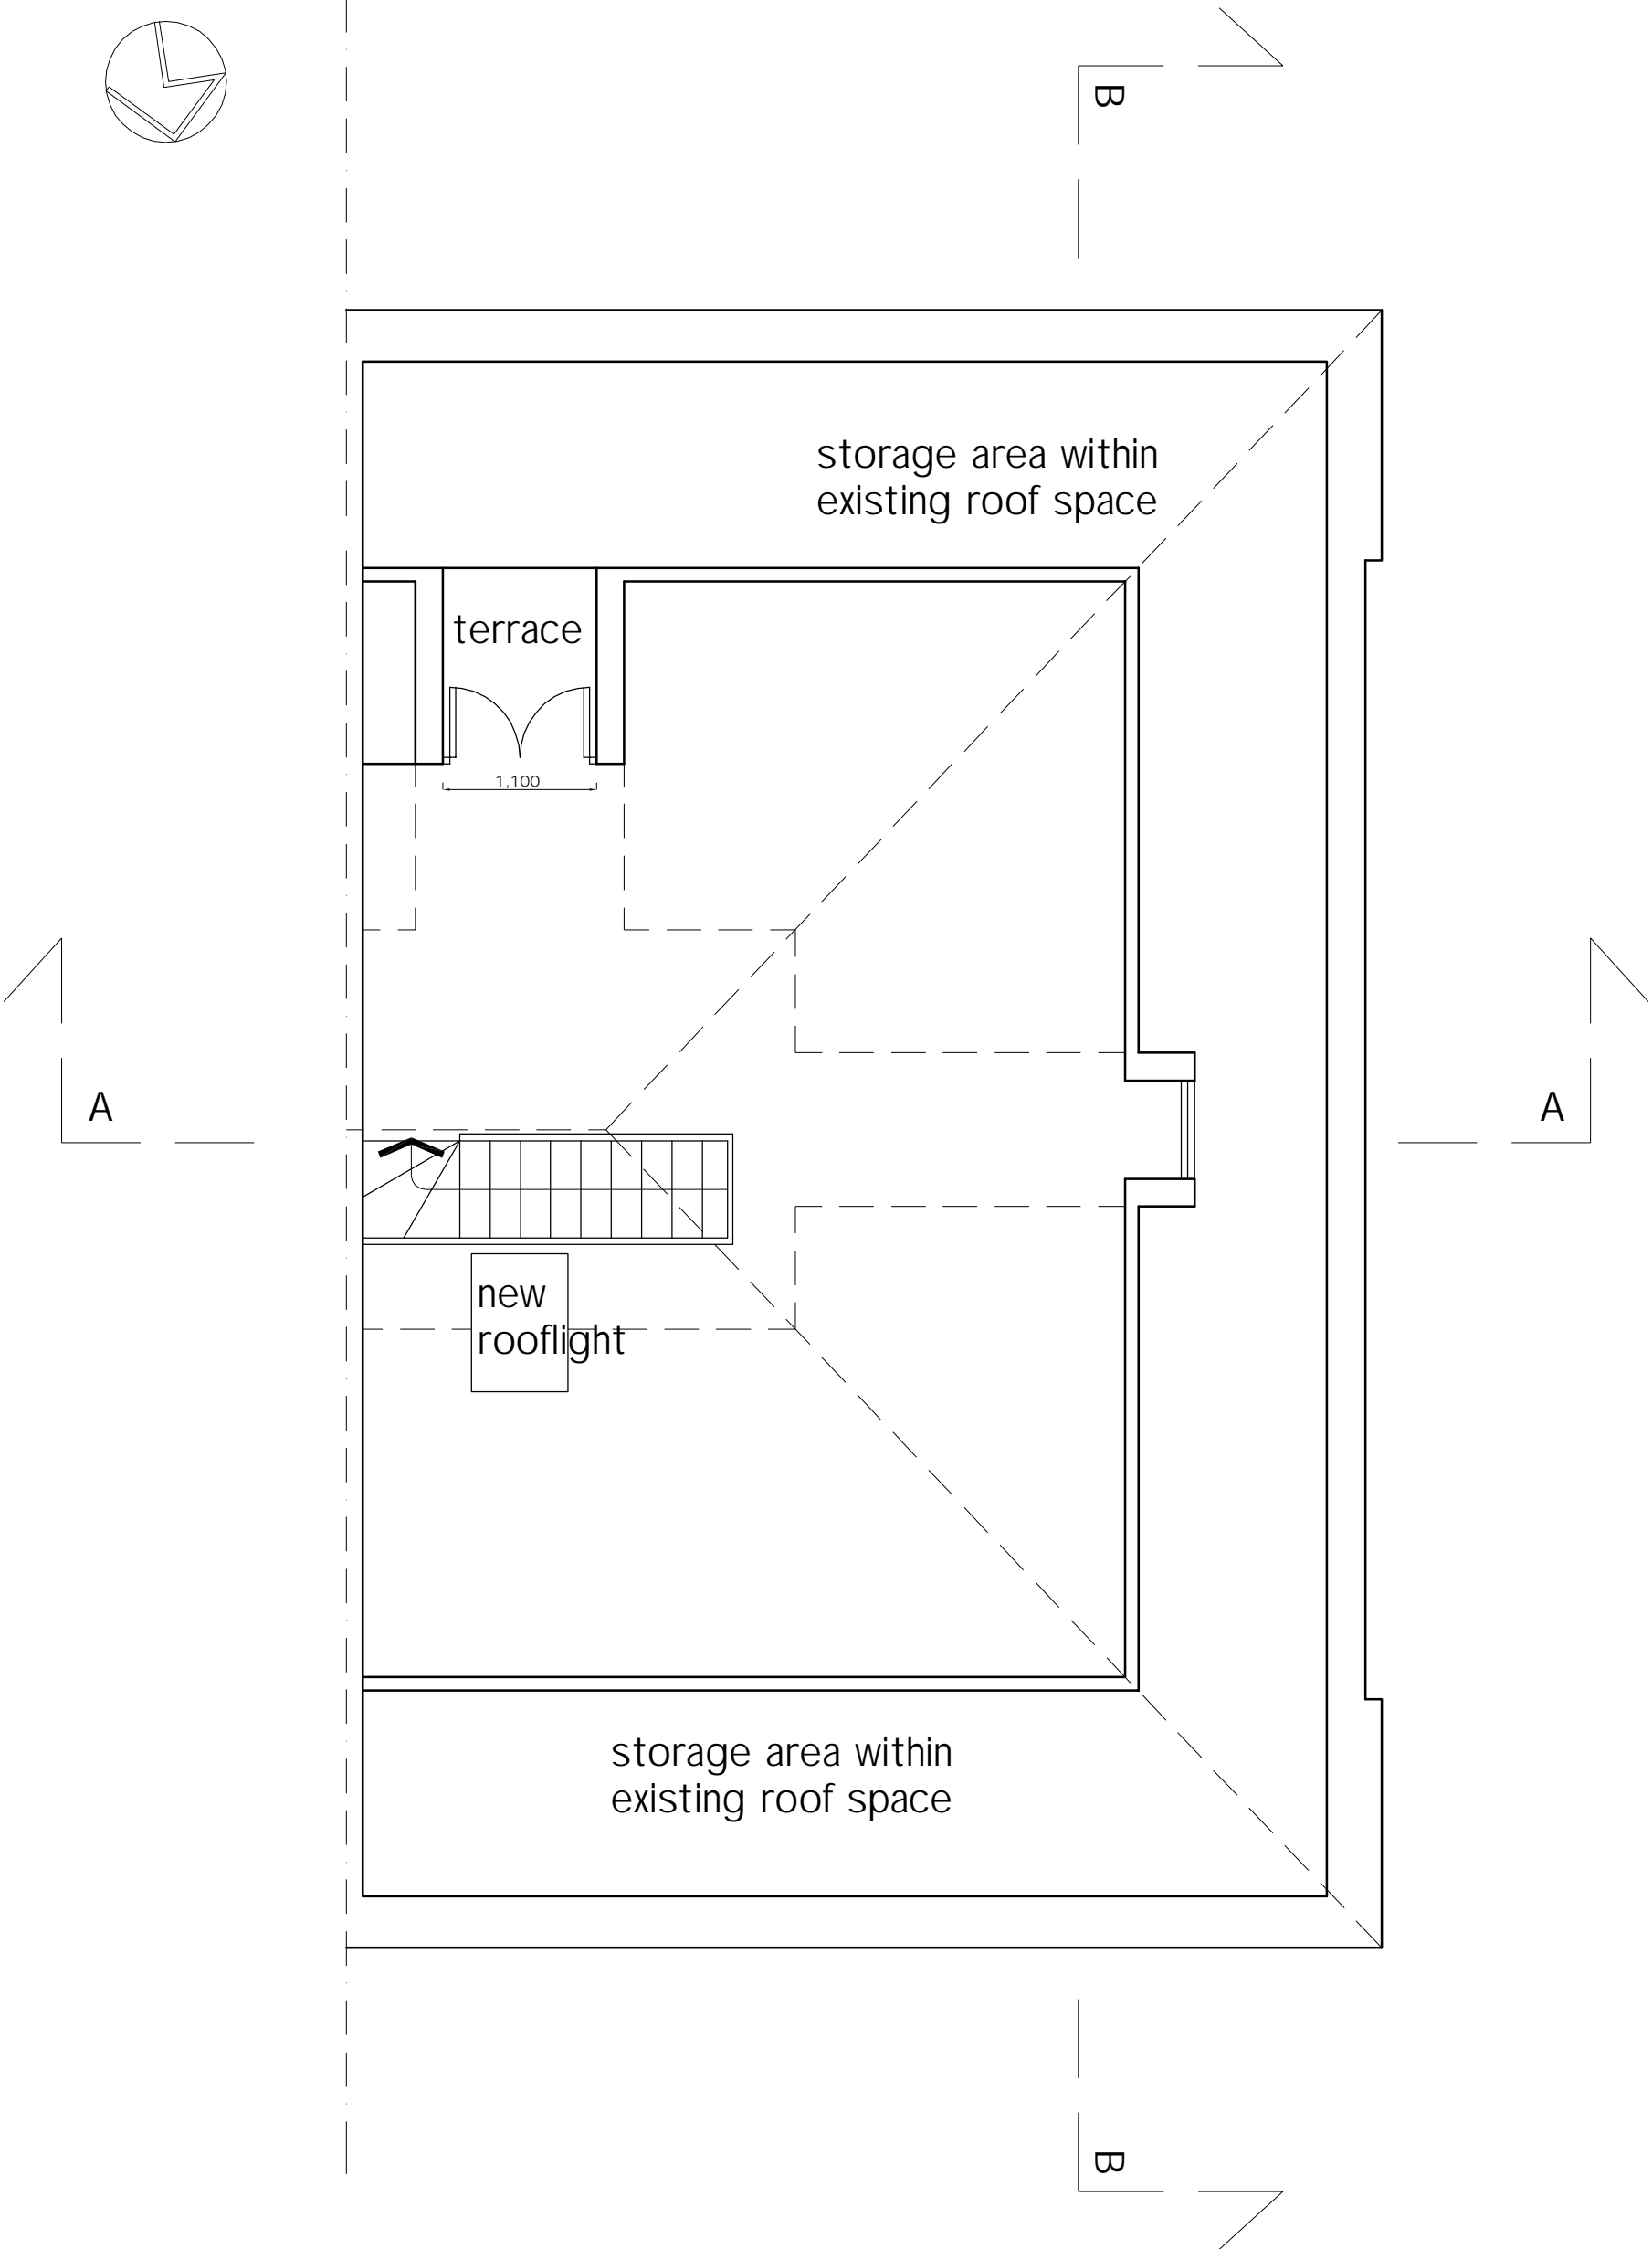 B
storage area within
existing roof space
terrace
1,100
A
A
new
rooflight
storage area within
existing roof space
B